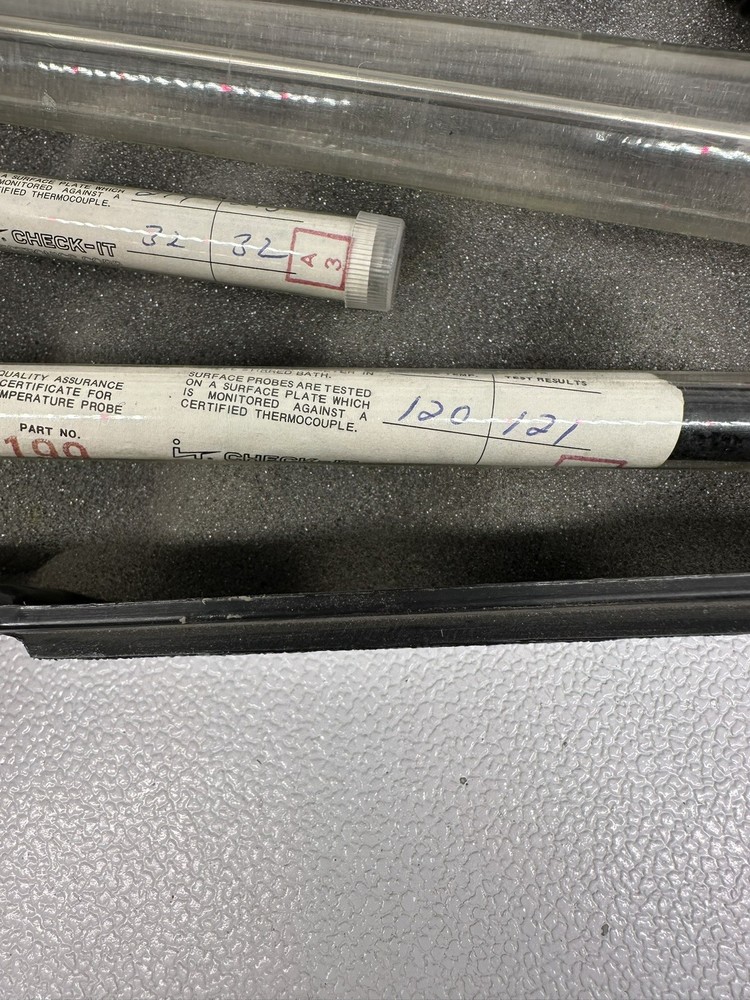 A SURFACE PLATE WHICH
MONITORED AGAINST A
IFIED THERMOCOUPLE.
T. CHECK-IT
32 32
A
3
QUALITY ASSURANCE
CERTIFICATE FOR
MPERATURE PROBE
PART NO.
199
SURFACE PROBES ARE TESTED
ON A SURFACE PLATE WHICH
IS MONITORED AGAINST A
CERTIFIED THERMOCOUPLE.
I.T. CHECK-IT
TEST RESULTS
120 121